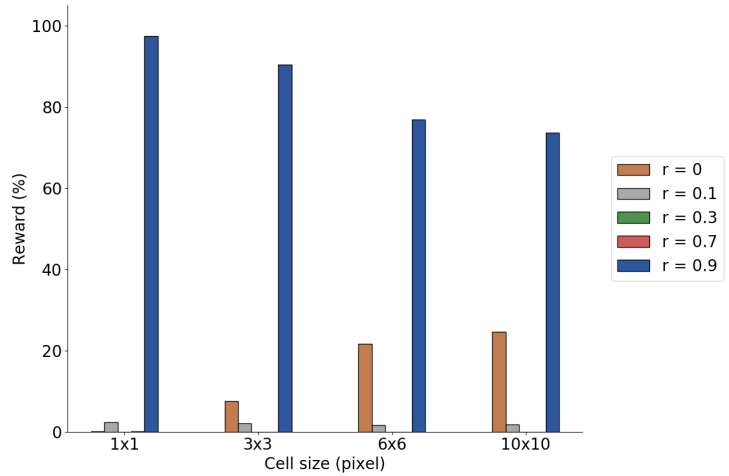 100
80
60
40
20
0
Reward (%)
1x1 3x3 6x6 10x10
Cell size (pixel)
r = 0
r = 0.1
r = 0.3
r = 0.7
r = 0.9